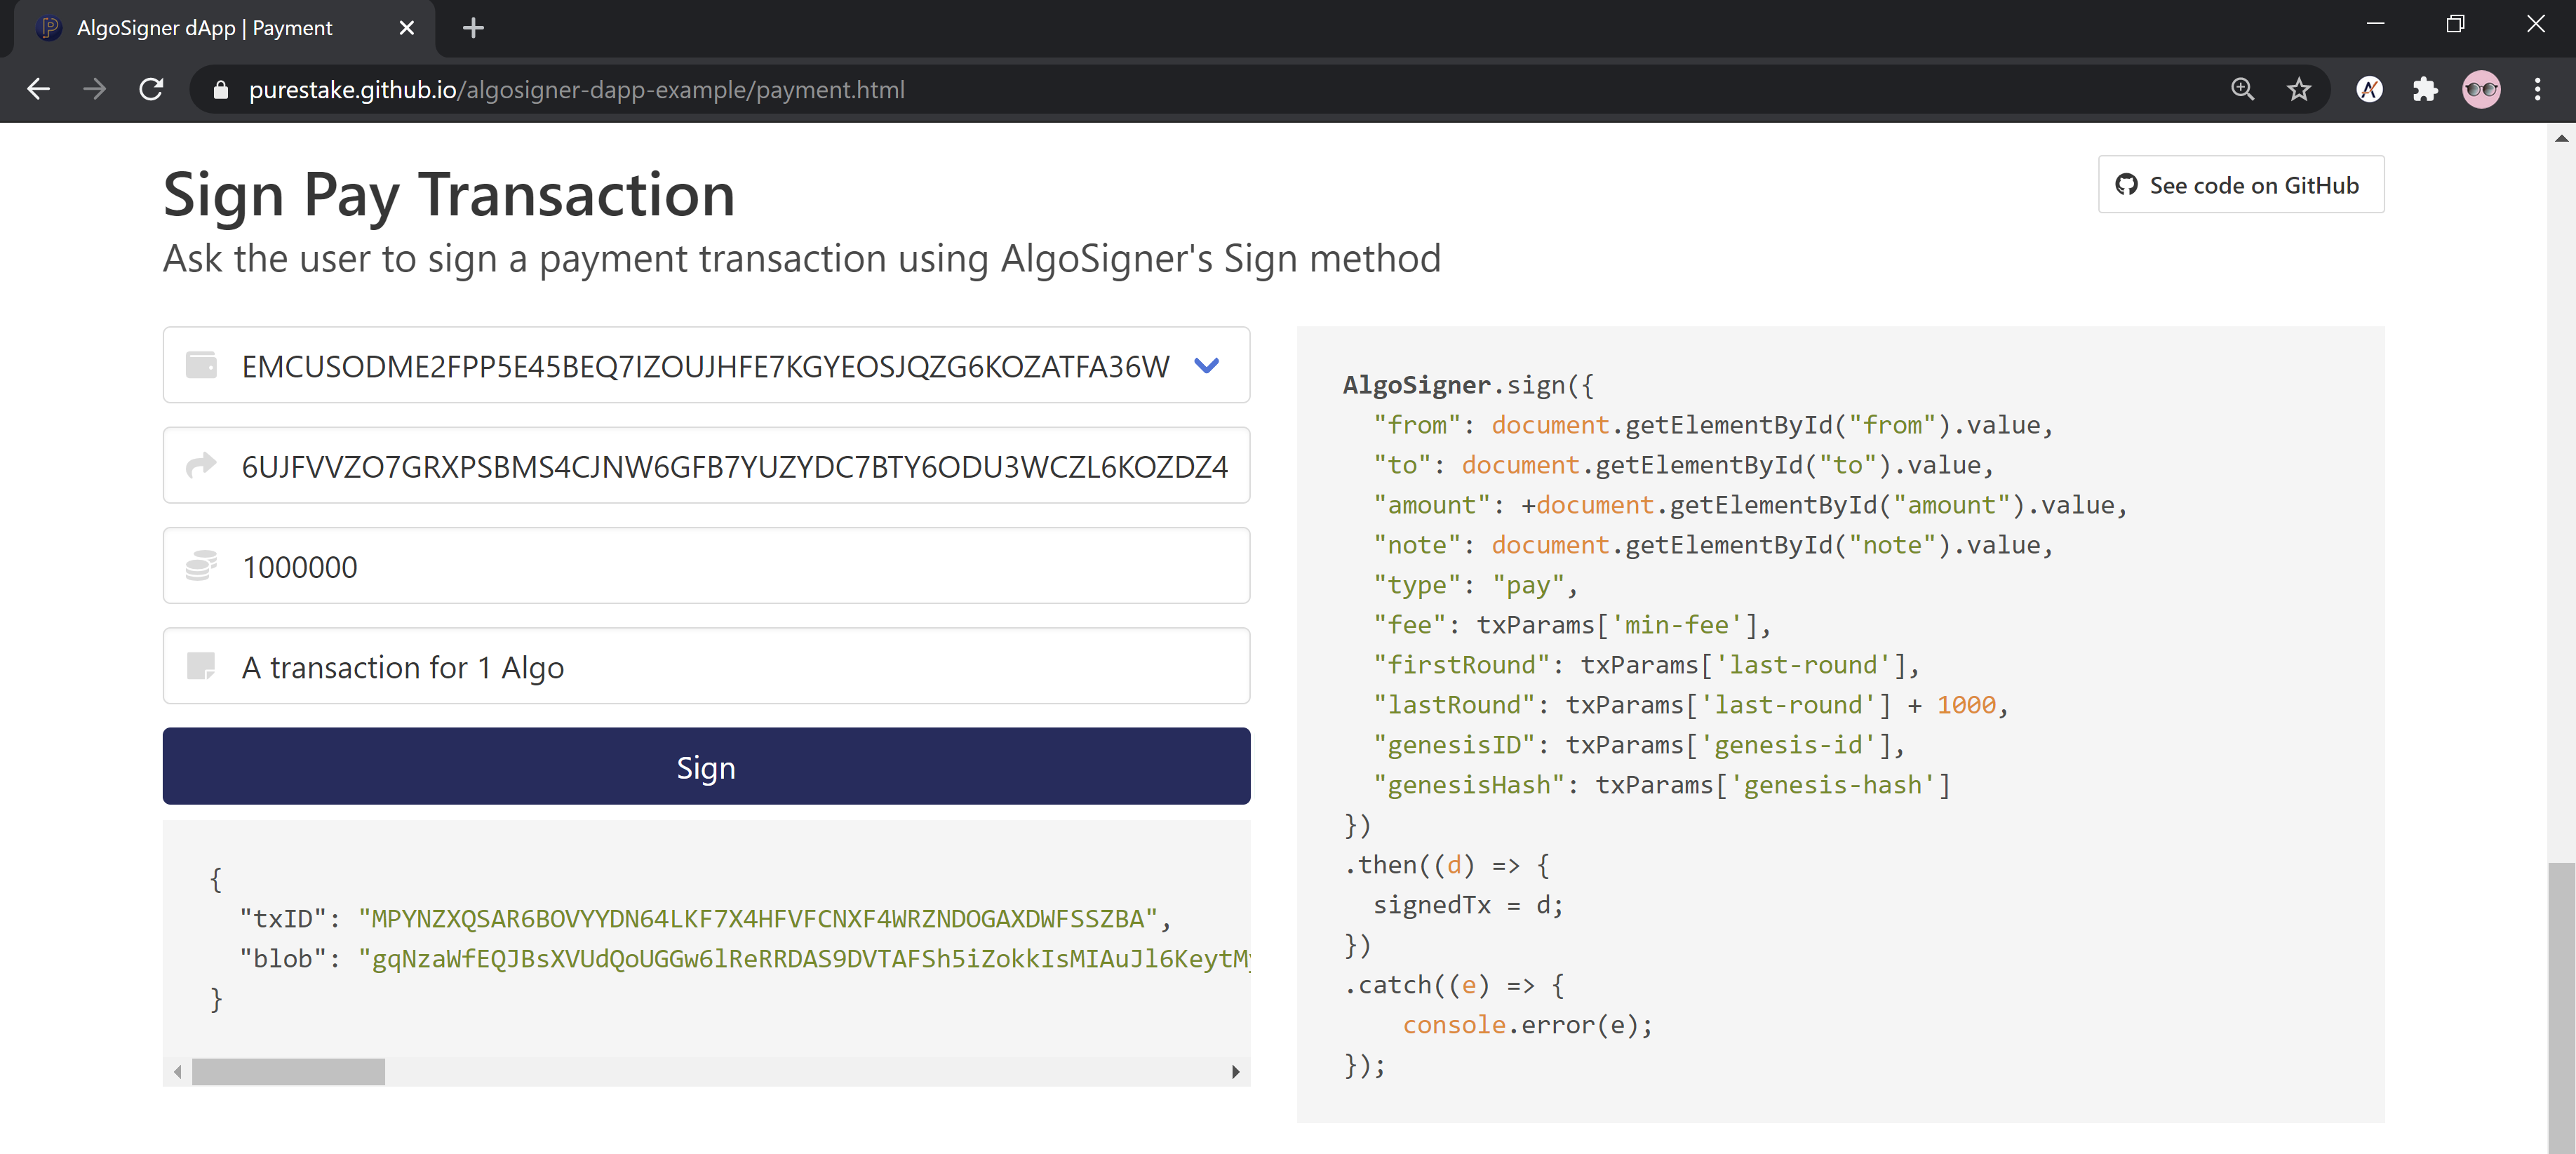 AlgoSigner dApp | Payment
purestake.github.io/algosigner-dapp-example/payment.html
Sign Pay Transaction
See code on GitHub
Ask the user to sign a payment transaction using AlgoSigner's Sign method
EMCUSODME2FPP5E45BEQ7IZOUJHFE7KGYEOSJQZG6KOZATFA36W
6UJFVVZO7GRXPSBMS4CJNW6GFB7YUZYDC7BTY6ODU3WCZL6KOZDZ4
1000000
A transaction for 1 Algo
Sign
{
"txID": "MPYNZXQSAR6BOVYYDN64LKF7X4HFVFCNXF4WRZNDOGAXDWFSSZBA",
"blob": "gqNzaWfEQJBsXVUdQoUGGw6lReRRDAS9DVTAFSh5iZokkIsMIAuJl6KeytMy
}
AlgoSigner.sign({
"from": document.getElementById("from").value,
"to": document.getElementById("to").value,
"amount": +document.getElementById("amount").value,
"note": document.getElementById("note").value,
"type": "pay",
"fee": txParams['min-fee'],
"firstRound": txParams['last-round'],
"lastRound": txParams['last-round'] + 1000,
"genesisID": txParams['genesis-id'],
"genesisHash": txParams['genesis-hash']
})
.then((d) => {
signedTx = d;
})
.catch((e) => {
console.error(e);
});